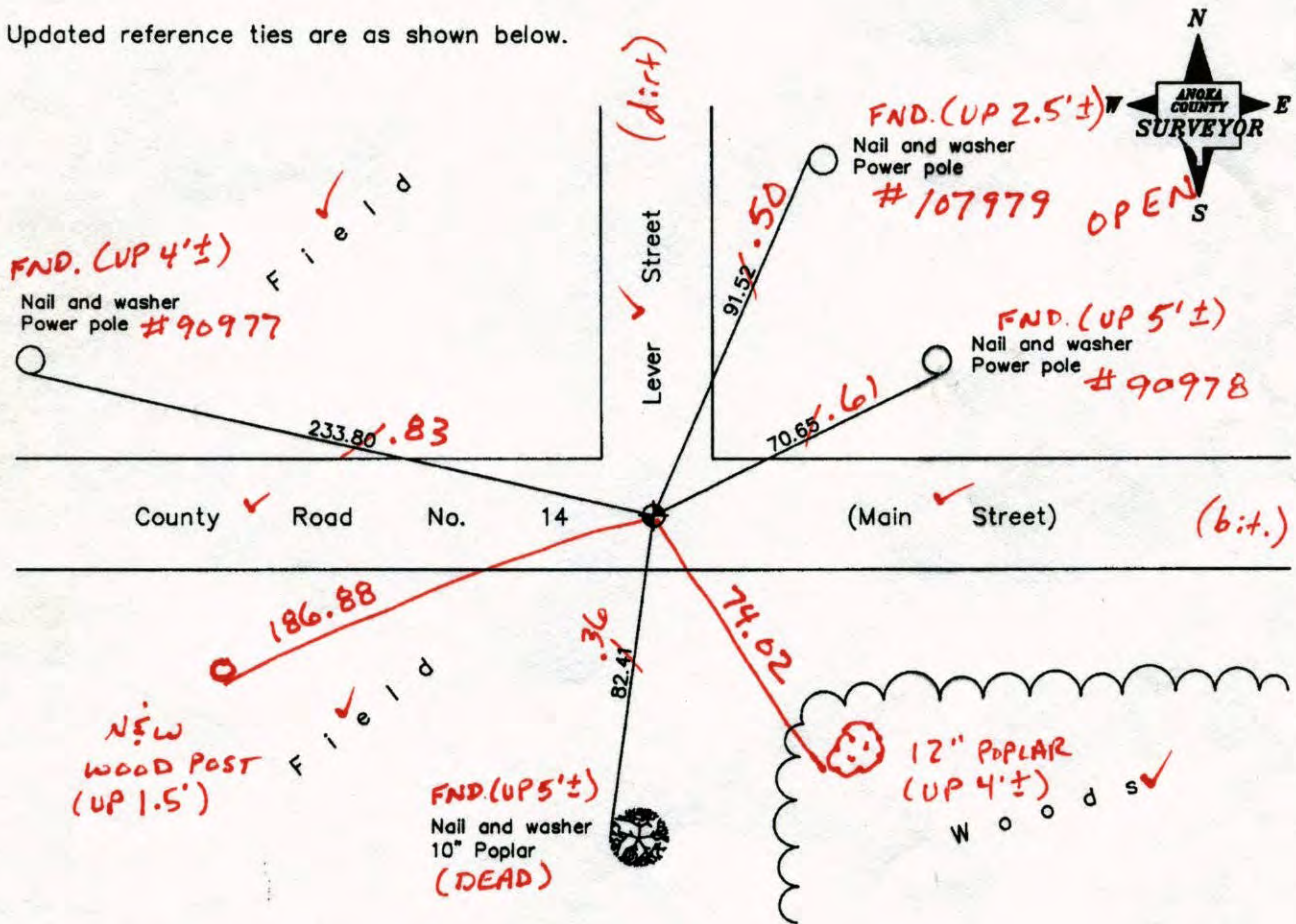 Updated reference ties are as shown below.
(dirt)
N
W
ANOKA
COUNTY
E
SURVEYOR
S
FND. (UP 2.5'±)
Nail and washer
Power pole
#107979
OPEN
Field
FND. (UP 4'±)
Nail and washer
Power pole #90977
Lever Street
91.52 .50
FND. (UP 5'±)
Nail and washer
Power pole
#90978
233.80 .83
70.65 .61
County Road No. 14
(Main Street)
(bit.)
186.88
82.41 .36
74.02
N&W
WOOD POST
(UP 1.5')
Field
FND. (UP 5'±)
Nail and washer
10" Poplar
(DEAD)
12" POPLAR
(UP 4'±)
Woods